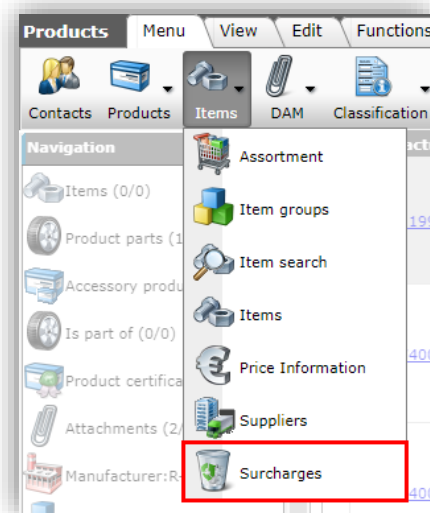 Products Menu View Edit Functions
Contacts Products Items DAM Classification
Navigation
Assortment
Items (0/0)
Item groups
199
Product parts (1
Item search
Accessory produ
Items
Is part of (0/0)
Price Information
400
Product certifica
Suppliers
Attachments (2/
Surcharges
Manufacturer:R-
400